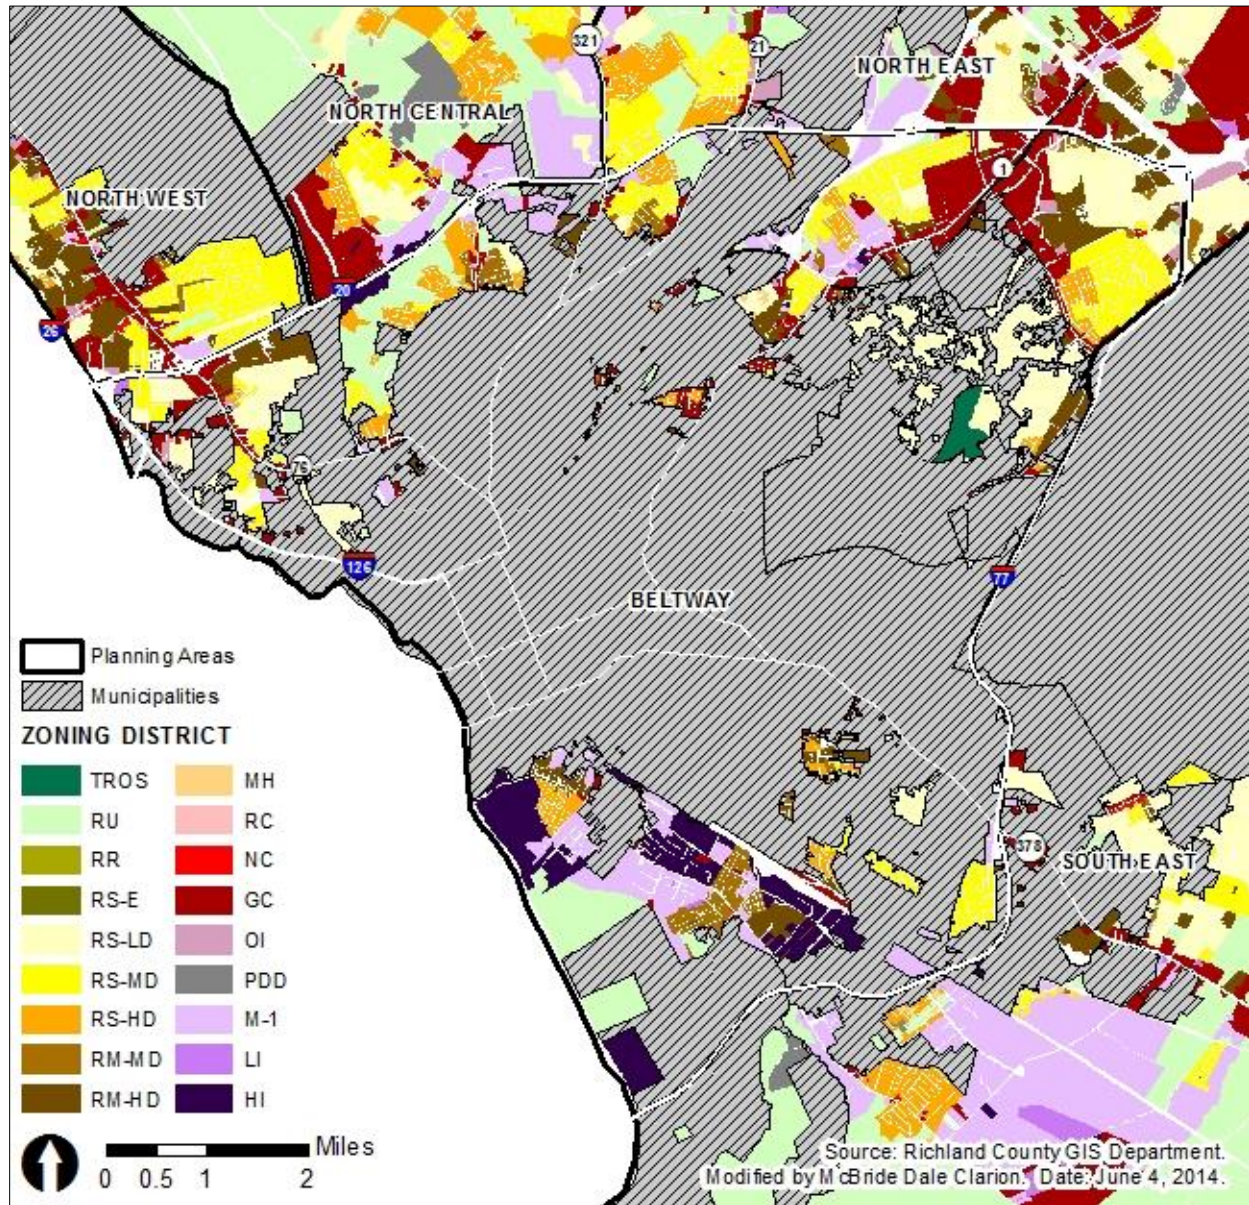 321
21
NORTH EAST
NORTH CENTRAL
1
NORTH WEST
20
26
76
126
77
BELTWAY
Planning Areas
Municipalities
ZONING DISTRICT
TROS MH
RU RC
RR NC
RS-E GC
RS-LD OI
RS-MD PDD
RS-HD M-1
RM-MD LI
RM-HD HI
378
SOUTH EAST
Miles
0 0.5 1 2
Source: Richland County GIS Department.
Modified by McBride Dale Clarion. Date: June 4, 2014.